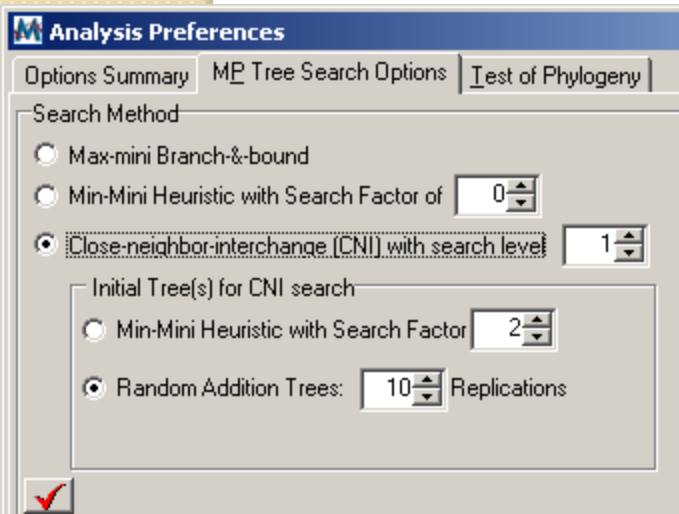 Analysis Preferences
Options Summary MP Tree Search Options Test of Phylogeny
Search Method
Max-mini Branch-&-bound
Min-Mini Heuristic with Search Factor of 0
Close-neighbor-interchange (CNI) with search level 1
Initial Tree(s) for CNI search
Min-Mini Heuristic with Search Factor 2
Random Addition Trees: 10 Replications